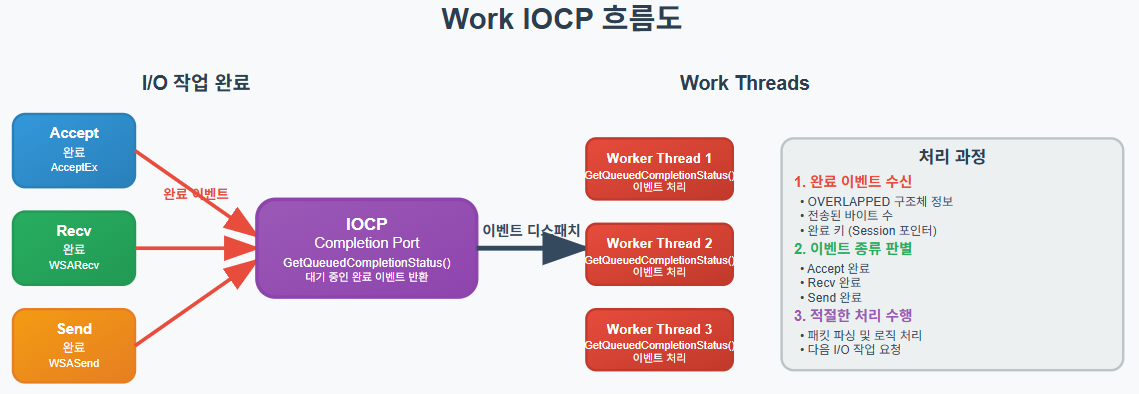 Work IOCP 흐름도
I/O 작업 완료
Accept
완료
AcceptEx
Recv
완료
WSARecv
Send
완료
WSASend
완료 이벤트
IOCP
Completion Port
GetQueuedCompletionStatus()
대기 중인 완료 이벤트 반환
이벤트 디스패치
Work Threads
Worker Thread 1
GetQueuedCompletionStatus()
이벤트 처리
Worker Thread 2
GetQueuedCompletionStatus()
이벤트 처리
Worker Thread 3
GetQueuedCompletionStatus()
이벤트 처리
처리 과정
1. 완료 이벤트 수신
• OVERLAPPED 구조체 정보
• 전송된 바이트 수
• 완료 키 (Session 포인터)
2. 이벤트 종류 판별
• Accept 완료
• Recv 완료
• Send 완료
3. 적절한 처리 수행
• 패킷 파싱 및 로직 처리
• 다음 I/O 작업 요청